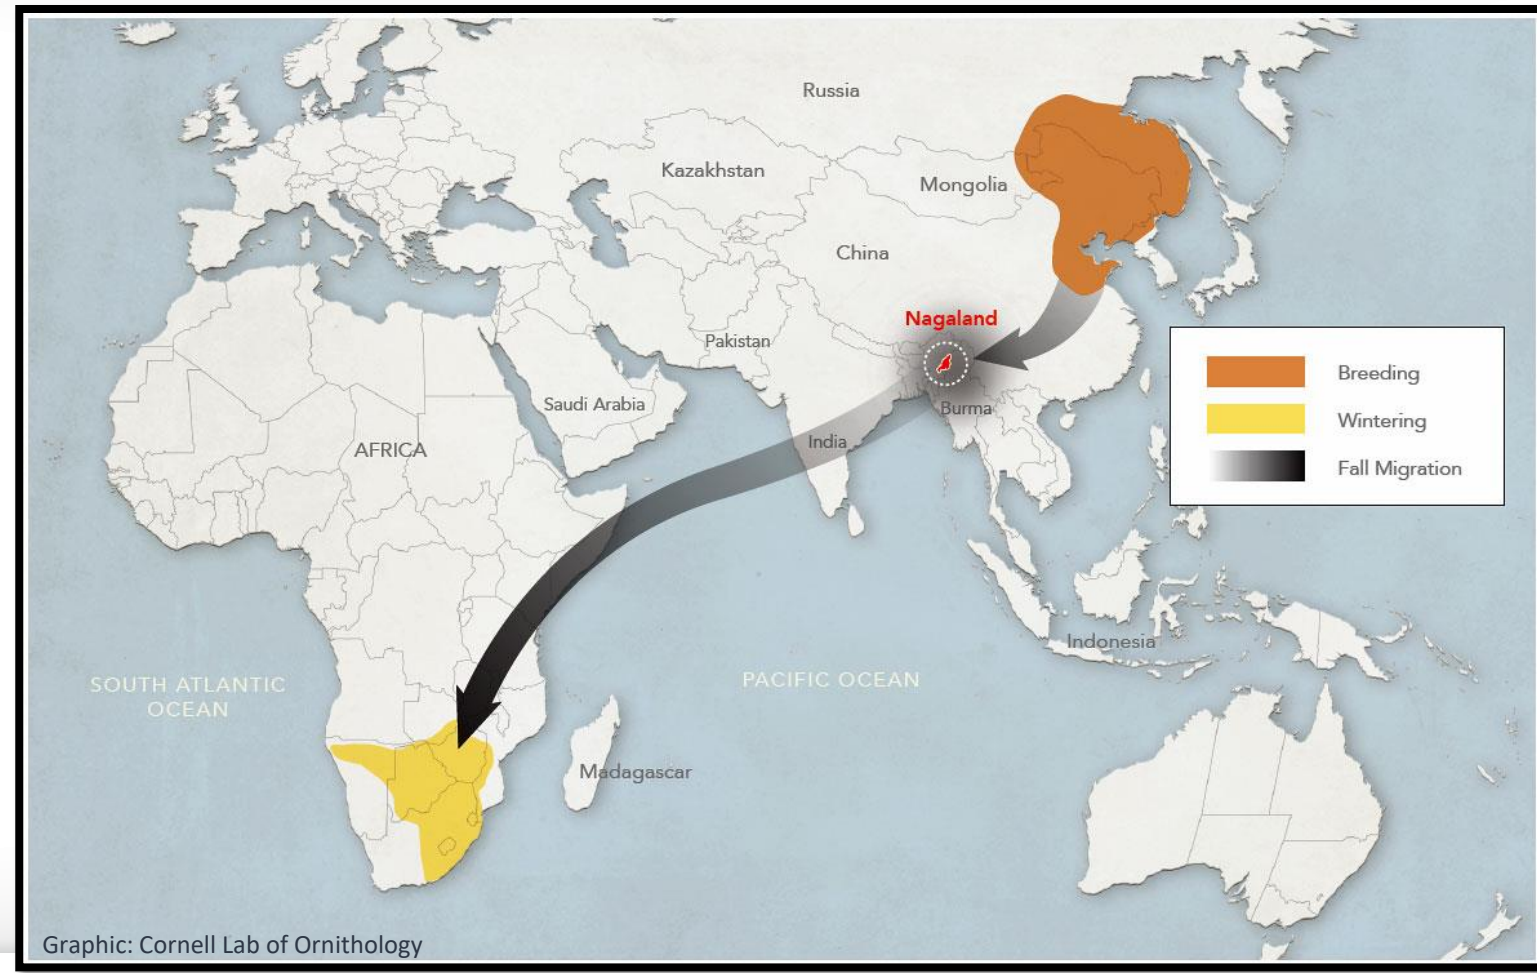 Russia
Kazakhstan
Mongolia
China
Nagaland
Pakistan
Saudi Arabia
Burma
India
AFRICA
Breeding
Wintering
Fall Migration
Indonesia
SOUTH ATLANTIC
OCEAN
PACIFIC OCEAN
Madagascar
Graphic: Cornell Lab of Ornithology